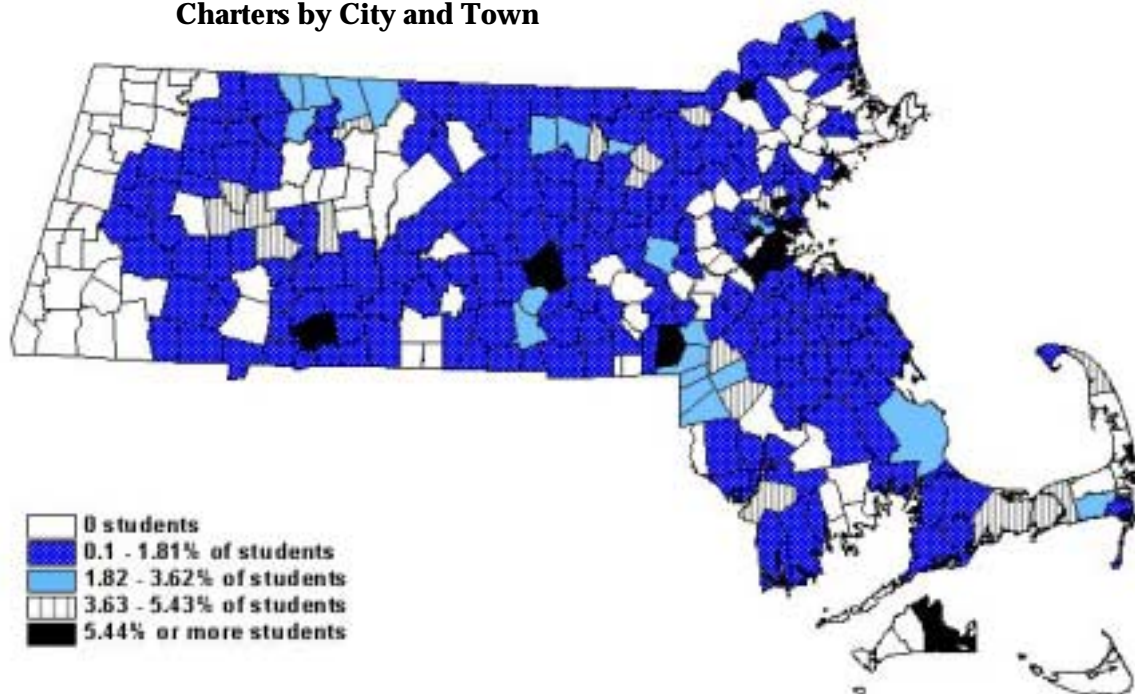 Charters by City and Town
0 students
0.1 - 1.81% of students
1.82 - 3.62% of students
3.63 - 5.43% of students
5.44% or more students